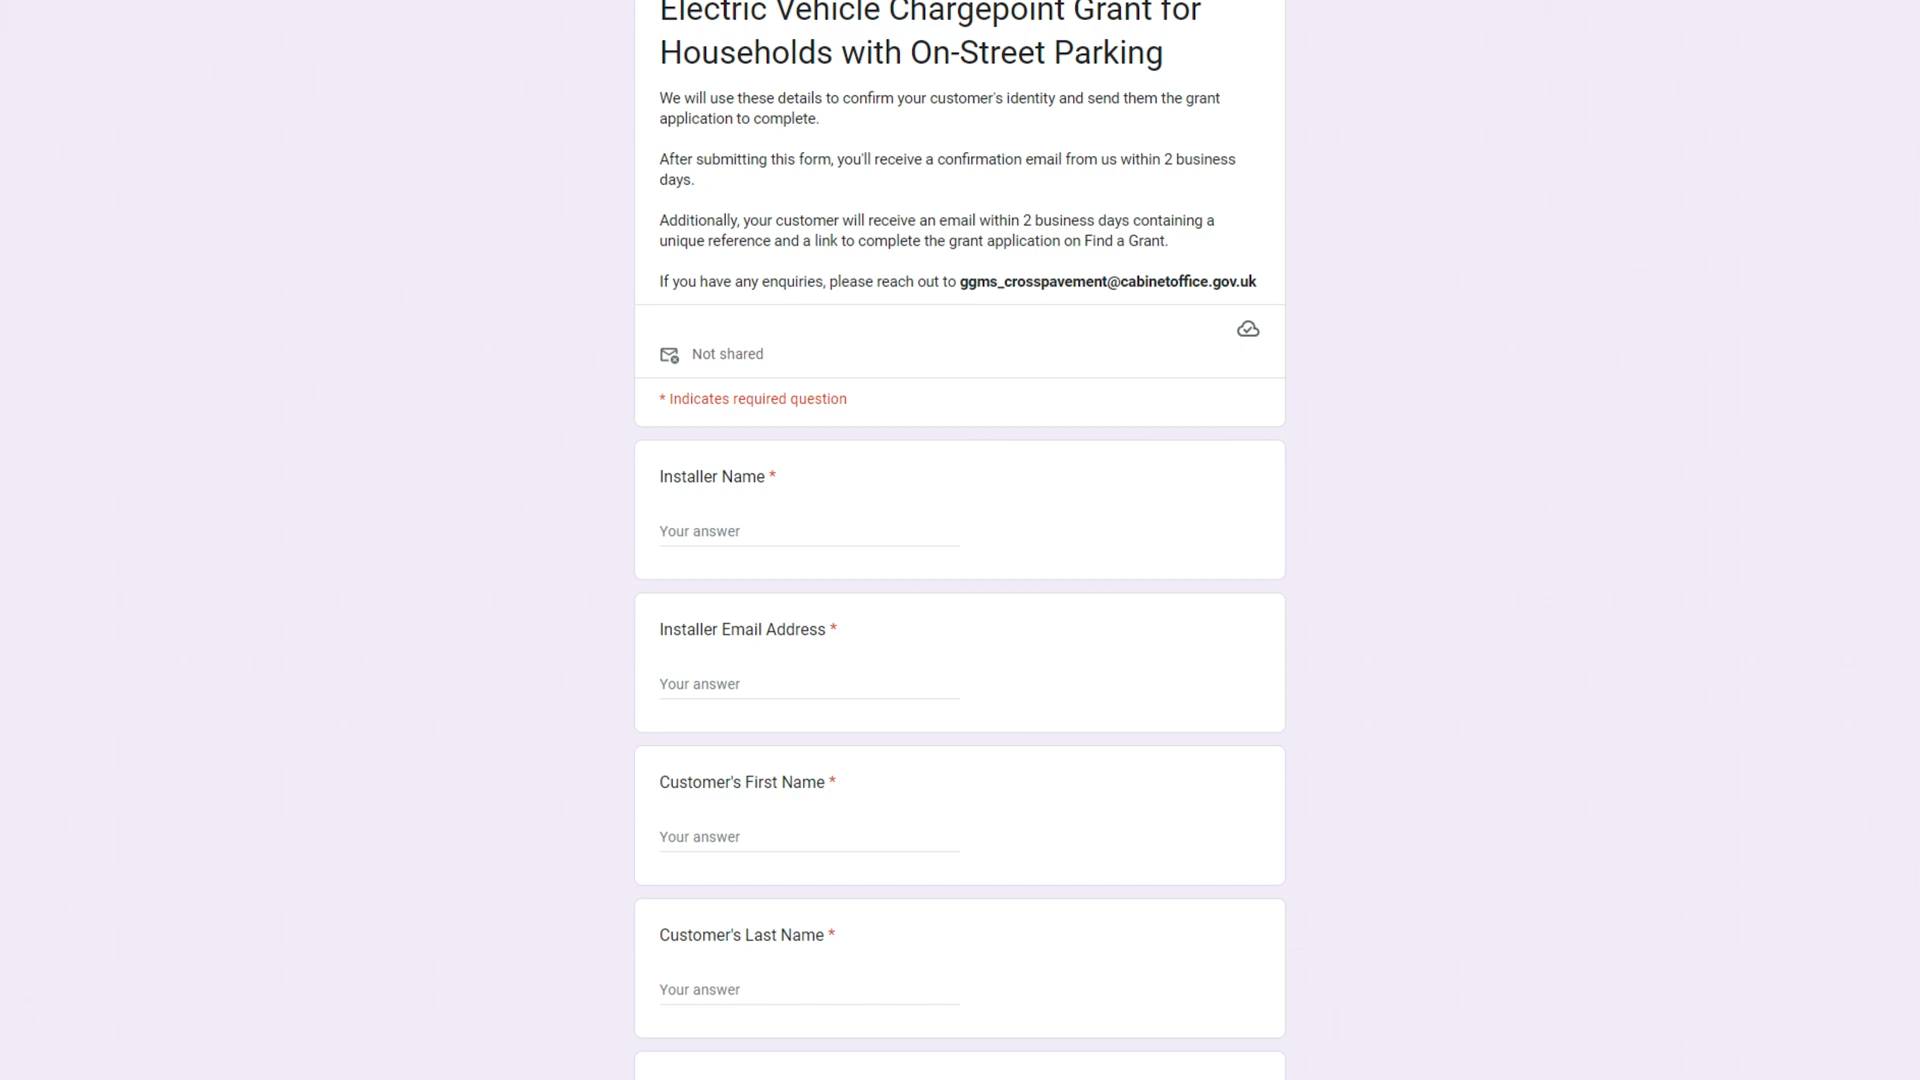 Electric Vehicle Chargepoint Grant for
Households with On-Street Parking
We will use these details to confirm your customer's identity and send them the grant
application to complete.
After submitting this form, you'll receive a confirmation email from us within 2 business
days.
Additionally, your customer will receive an email within 2 business days containing a
unique reference and a link to complete the grant application on Find a Grant.
If you have any enquiries, please reach out to ggms_crosspavement@cabinetoffice.gov.uk
Not shared
* Indicates required question
Installer Name *
Your answer
Installer Email Address *
Your answer
Customer's First Name *
Your answer
Customer's Last Name *
Your answer